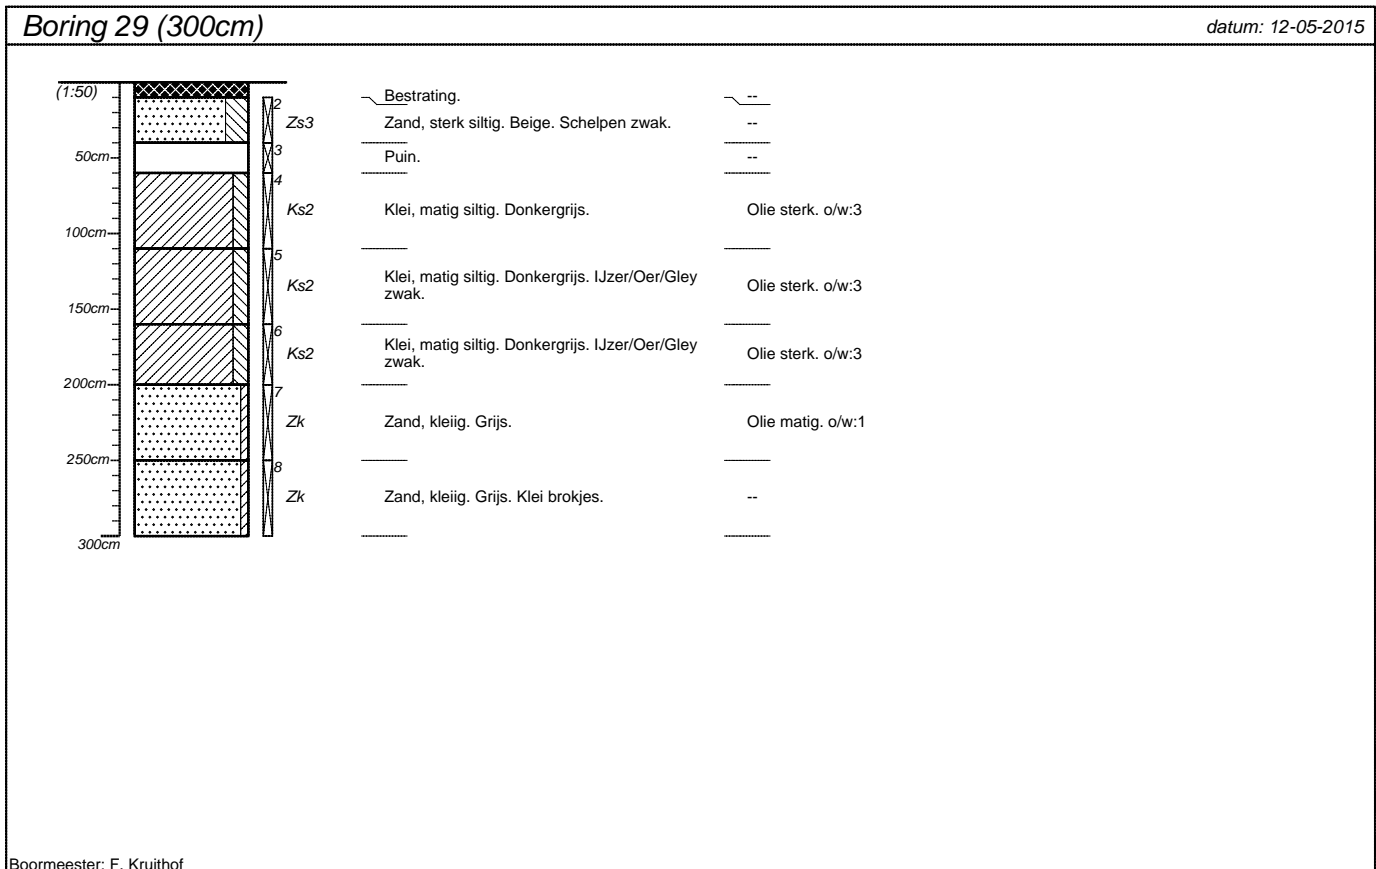 Boring 29 (300cm)
datum: 12-05-2015
(1:50)
Bestrating.
--
2
Zs3
Zand, sterk siltig. Beige. Schelpen zwak.
--
50cm
3
Puin.
--
4
Ks2
Klei, matig siltig. Donkergrijs.
Olie sterk. o/w:3
100cm
5
Ks2
Klei, matig siltig. Donkergrijs. IJzer/Oer/Gley
zwak.
Olie sterk. o/w:3
150cm
6
Ks2
Klei, matig siltig. Donkergrijs. IJzer/Oer/Gley
zwak.
Olie sterk. o/w:3
200cm
7
Zk
Zand, kleiig. Grijs.
Olie matig. o/w:1
250cm
8
Zk
Zand, kleiig. Grijs. Klei brokjes.
--
300cm
Boormeester: F. Kruithof